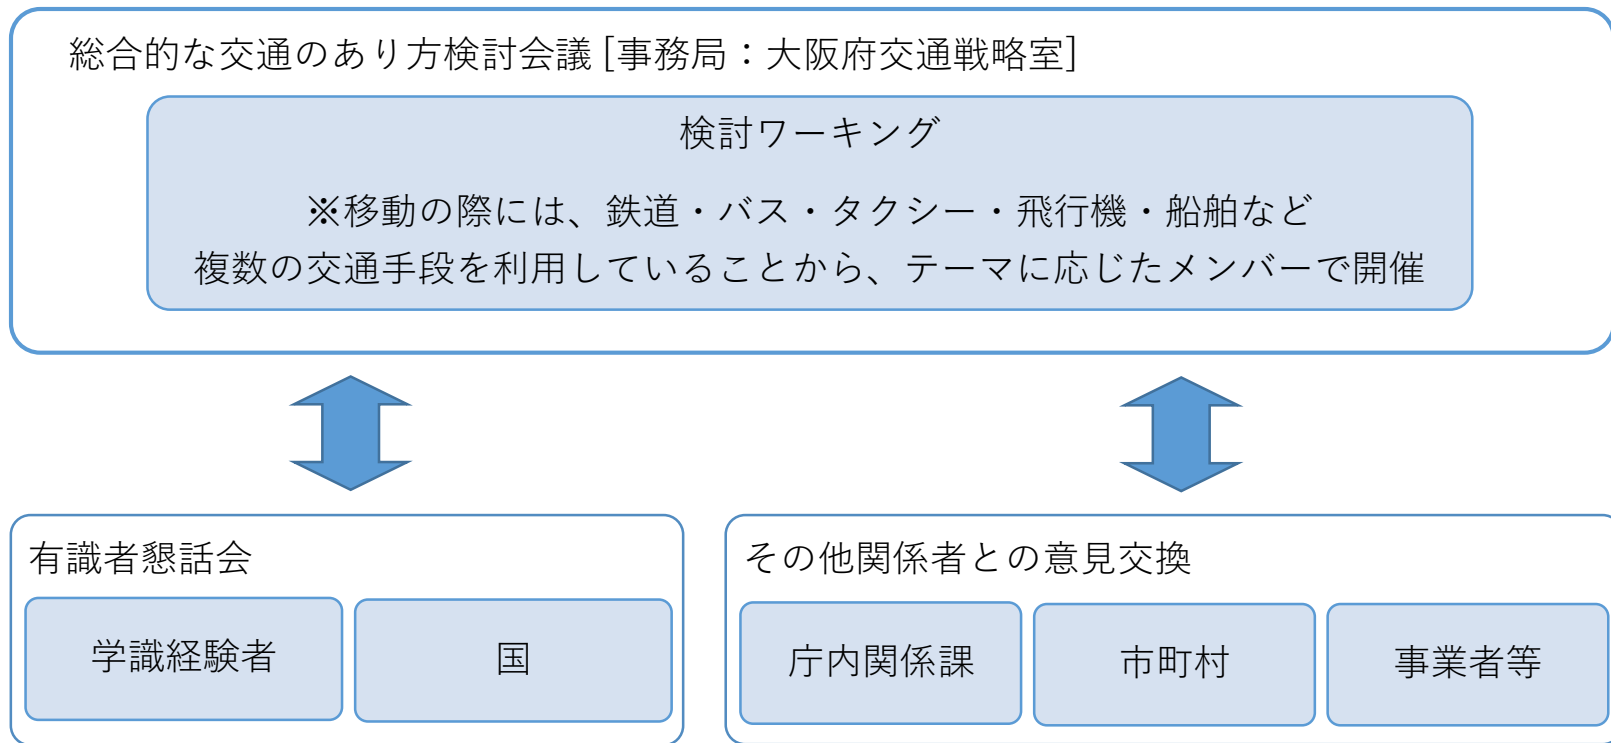 総合的な交通のあり方検討会議 [事務局：大阪府交通戦略室]
検討ワーキング
※移動の際には、鉄道・バス・タクシー・飛行機・船舶など
複数の交通手段を利用していることから、テーマに応じたメンバーで開催
有識者懇話会
学識経験者
国
その他関係者との意見交換
庁内関係課
市町村
事業者等